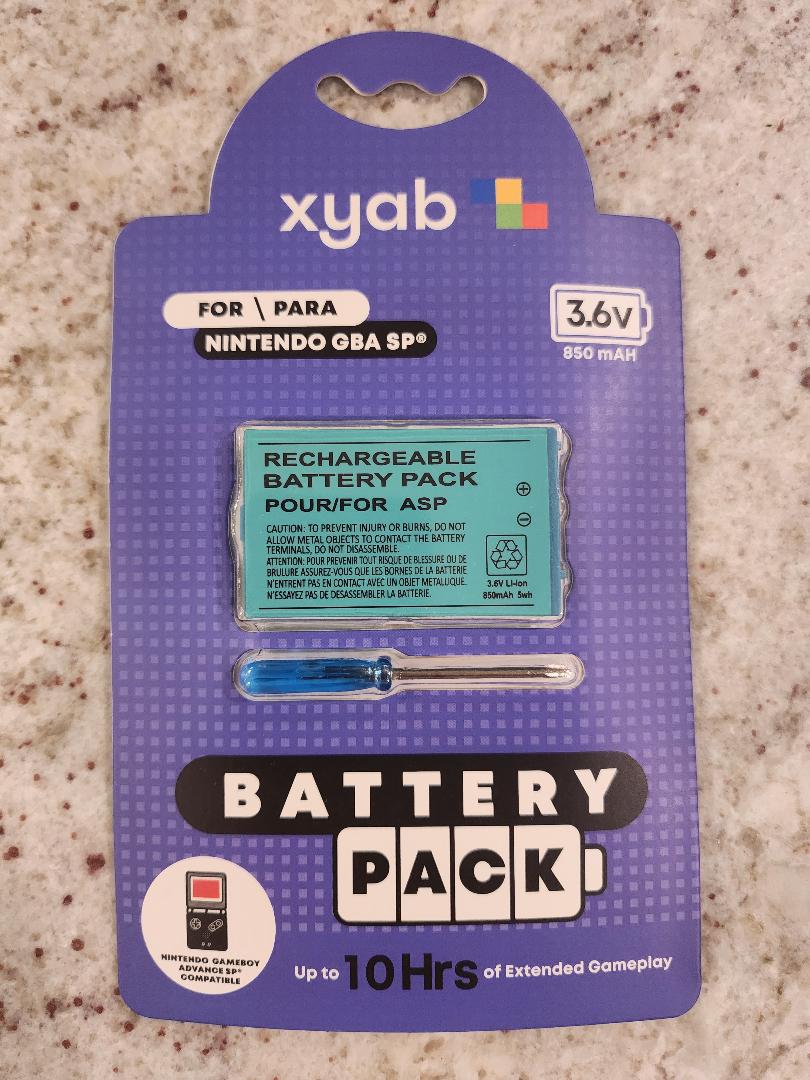 xyab
FOR \ PARA
NINTENDO GBA SP®
3.6V
850 mAH
RECHARGEABLE
BATTERY PACK
POUR/FOR ASP
CAUTION: TO PREVENT INJURY OR BURNS, DO NOT
ALLOW METAL OBJECTS TO CONTACT THE BATTERY
TERMINALS, DO NOT DISASSEMBLE.
ATTENTION: POUR PREVENIR TOUT RISQUE DE BLESSURE OU DE
BRULURE ASSUREZ-VOUS QUE LES BORNES DE LA BATTERIE
N'ENTRENT PAS EN CONTACT AVEC UN OBJET METALLIQUE.
N'ESSAYEZ PAS DE DESASSEMBLER LA BATTERIE.
3.6V Li-ion
850mAh 5wh
BATTERY
PACK
NINTENDO GAMEBOY
ADVANCE SP®
COMPATIBLE
Up to 10 Hrs of Extended Gameplay